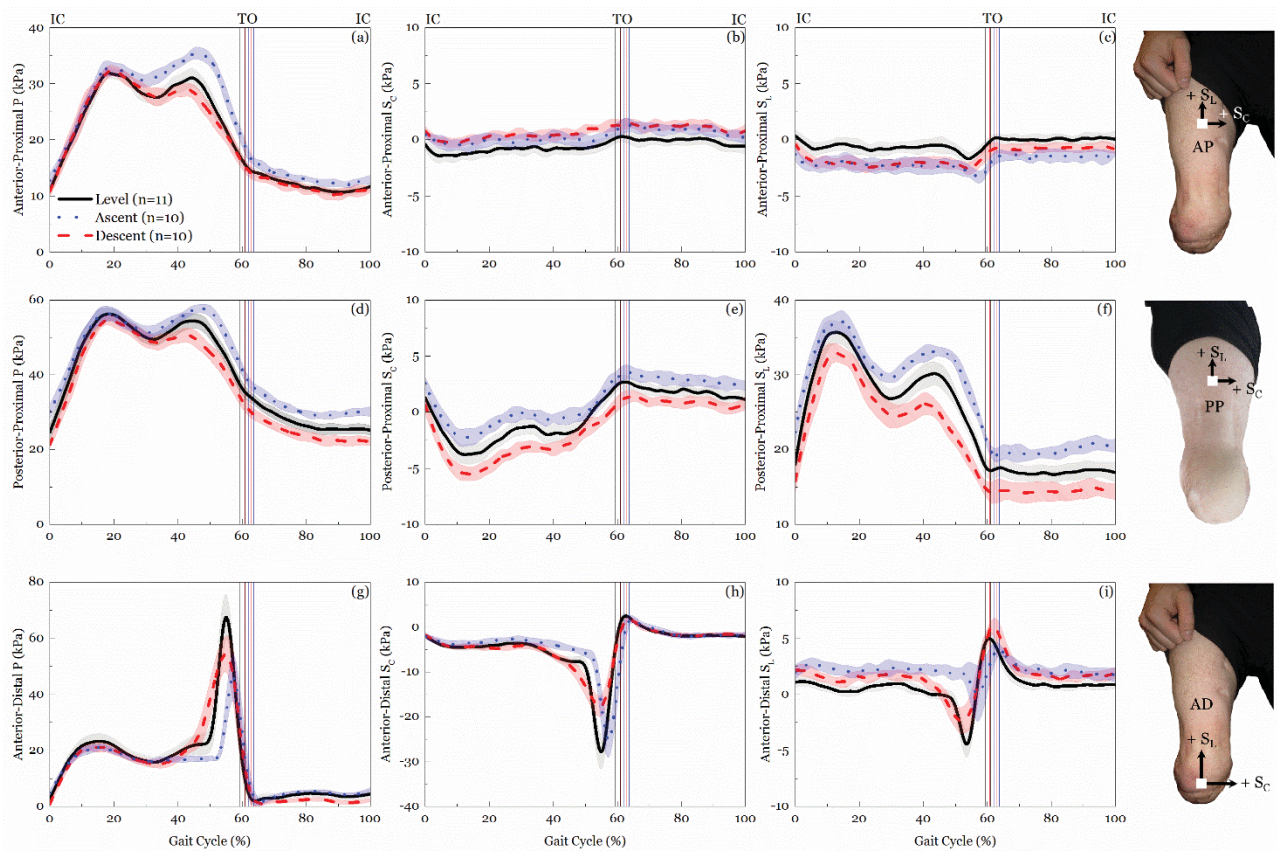 IC TO IC IC TO IC
Anterior-Proximal P (kPa)
40
30
20
10
0
(a)
Level (n=11)
Ascent (n=10)
Descent (n=10)
0 20 40 60 80 100
Anterior-Proximal S_C (kPa)
10
5
0
-5
-10
(b)
0 20 40 60 80 100
Anterior-Proximal S_L (kPa)
10
5
0
-5
-10
(c)
0 20 40 60 80 100
+ S_L
+ S_C
AP
Posterior-Proximal P (kPa)
60
40
20
0
(d)
0 20 40 60 80 100
Posterior-Proximal S_C (kPa)
10
5
0
-5
-10
(e)
0 20 40 60 80 100
Posterior-Proximal S_L (kPa)
40
30
20
10
(f)
0 20 40 60 80 100
+ S_L
+ S_C
PP
Anterior-Distal P (kPa)
80
60
40
20
0
(g)
0 20 40 60 80 100
Gait Cycle (%)
Anterior-Distal S_C (kPa)
10
0
-10
-20
-30
-40
(h)
0 20 40 60 80 100
Gait Cycle (%)
Anterior-Distal S_L (kPa)
10
5
0
-5
-10
(i)
0 20 40 60 80 100
Gait Cycle (%)
AD
+ S_L
+ S_C